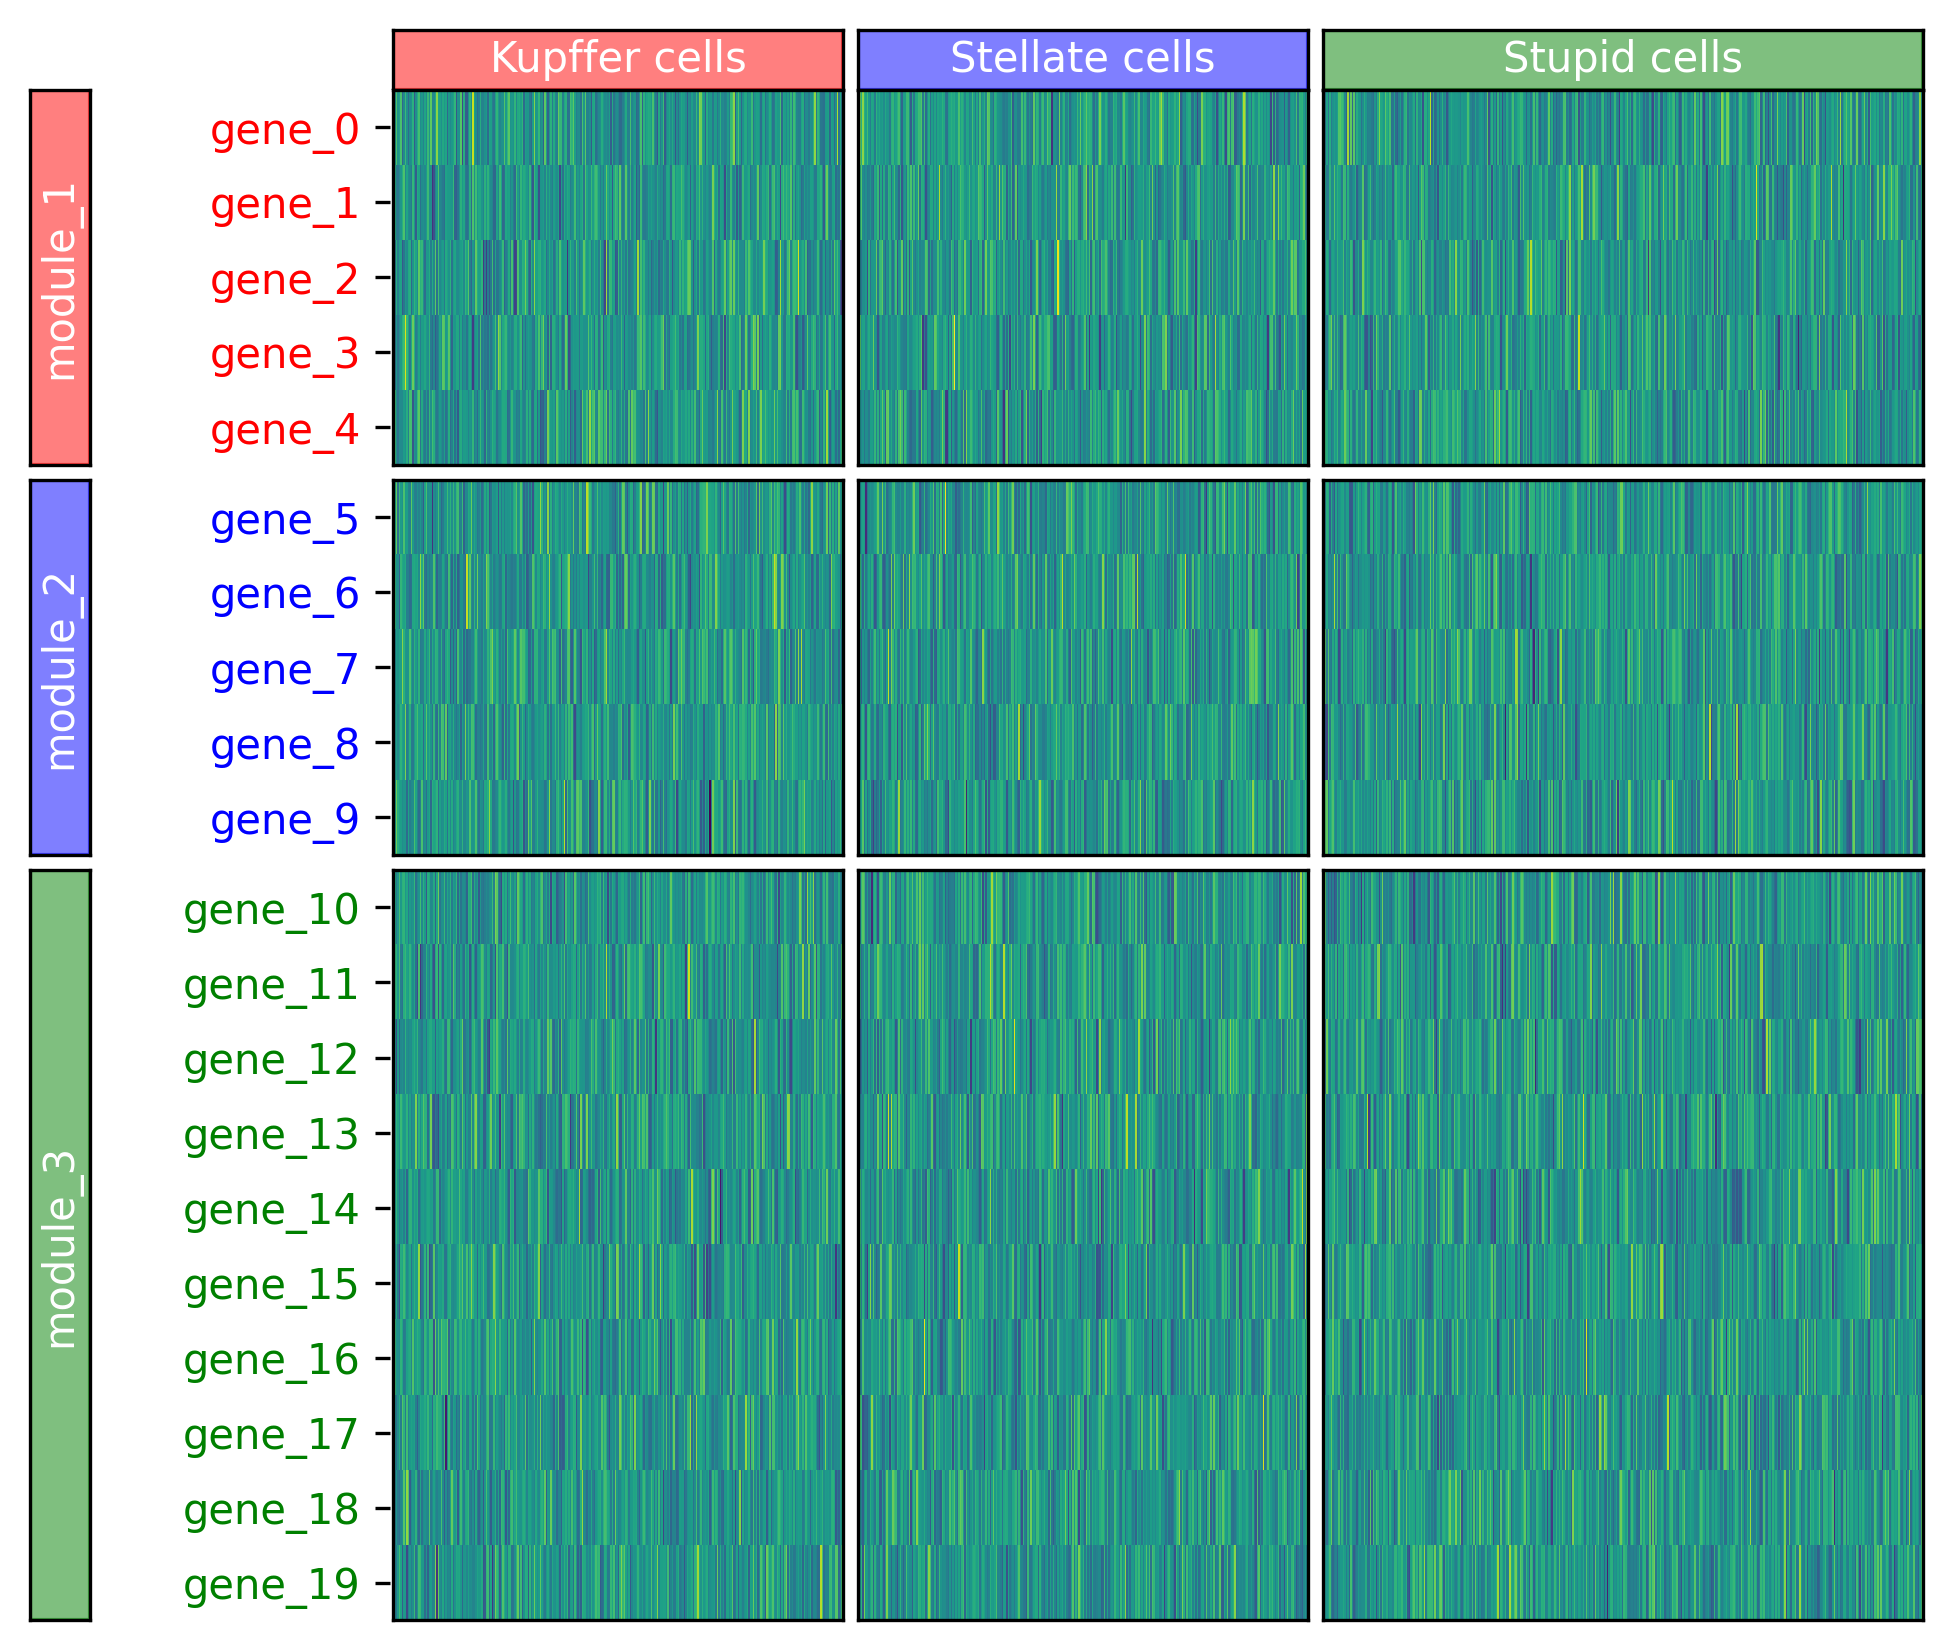 Kupffer cells
Stellate cells
Stupid cells
module_1
gene_0
gene_1
gene_2
gene_3
gene_4
module_2
gene_5
gene_6
gene_7
gene_8
gene_9
module_3
gene_10
gene_11
gene_12
gene_13
gene_14
gene_15
gene_16
gene_17
gene_18
gene_19